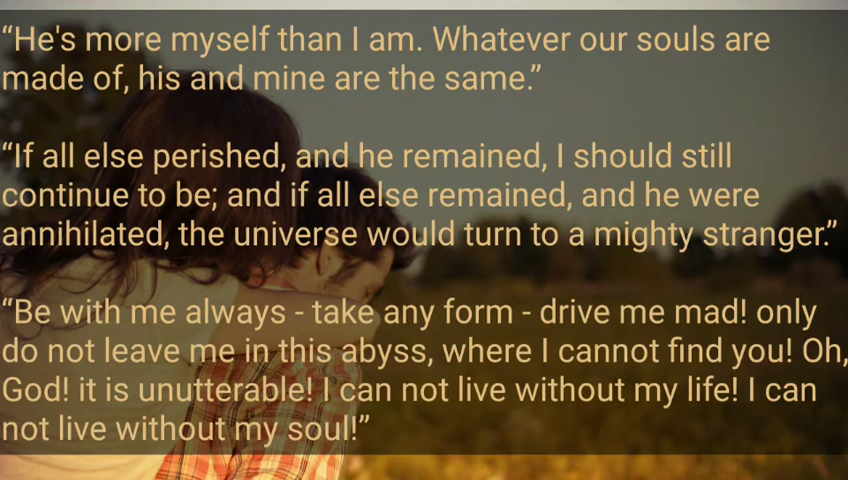 “He's more myself than I am. Whatever our souls are
made of, his and mine are the same.”
“If all else perished, and he remained, I should still
continue to be; and if all else remained, and he were
annihilated, the universe would turn to a mighty stranger.”
“Be with me always - take any form - drive me mad! only
do not leave me in this abyss, where I cannot find you! Oh,
God! it is unutterable! I can not live without my life! I can
not live without my soul!”